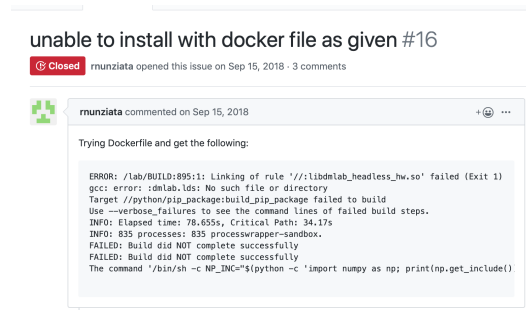 unable to install with docker file as given #16
Closed rnunziata opened this issue on Sep 15, 2018 · 3 comments
rnunziata commented on Sep 15, 2018
Trying Dockerfile and get the following:
ERROR: /lab/BUILD:895:1: Linking of rule '//:libdmlab_headless_hw.so' failed (Exit 1)
gcc: error: :dmlab.lds: No such file or directory
Target //python/pip_package:build_pip_package failed to build
Use --verbose_failures to see the command lines of failed build steps.
INFO: Elapsed time: 78.655s, Critical Path: 34.17s
INFO: 835 processes: 835 processwrapper-sandbox.
FAILED: Build did NOT complete successfully
FAILED: Build did NOT complete successfully
The command '/bin/sh -c NP_INC="$(python -c 'import numpy as np; print(np.get_include()